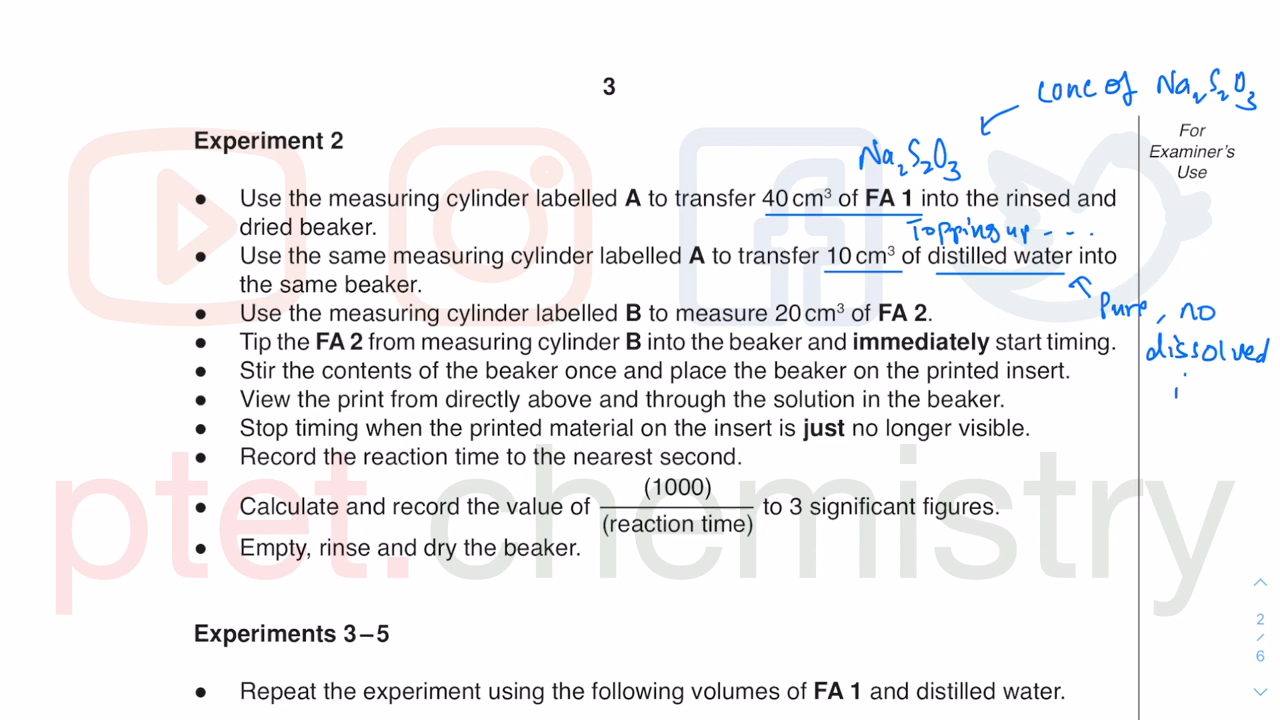 3
conc of Na2S2O3
For
Examiner's
Use
Experiment 2
Na2S2O3
● Use the measuring cylinder labelled A to transfer 40 cm³ of FA 1 into the rinsed and
dried beaker.
Topping up - - -
● Use the same measuring cylinder labelled A to transfer 10 cm³ of distilled water into
the same beaker.
Pure, no
dissolved
i
● Use the measuring cylinder labelled B to measure 20 cm³ of FA 2.
● Tip the FA 2 from measuring cylinder B into the beaker and immediately start timing.
● Stir the contents of the beaker once and place the beaker on the printed insert.
● View the print from directly above and through the solution in the beaker.
● Stop timing when the printed material on the insert is just no longer visible.
● Record the reaction time to the nearest second.
● Calculate and record the value of (1000) / (reaction time) to 3 significant figures.
● Empty, rinse and dry the beaker.
ptet.chemistry
Experiments 3–5
● Repeat the experiment using the following volumes of FA 1 and distilled water.
2
/
6